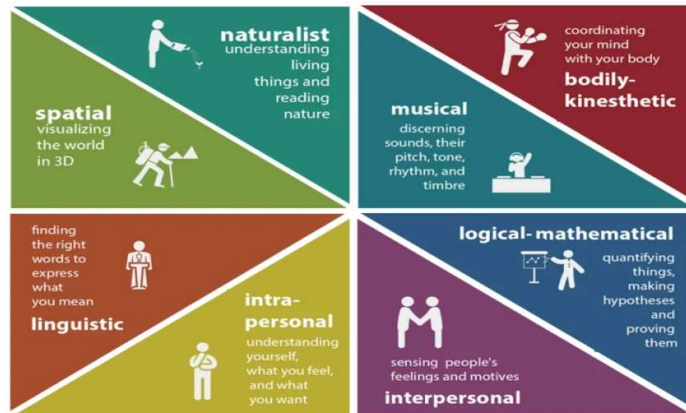 naturalist
understanding
living
things and
reading
nature
spatial
visualizing
the world
in 3D
coordinating
your mind
with your body
bodily-
kinesthetic
musical
discerning
sounds, their
pitch, tone,
rhythm, and
timbre
finding
the right
words to
express
what
you mean
linguistic
intra-
personal
understanding
yourself,
what you feel,
and what
you want
logical-mathematical
quantifying
things,
making
hypotheses
and
proving
them
sensing people's
feelings and motives
interpersonal